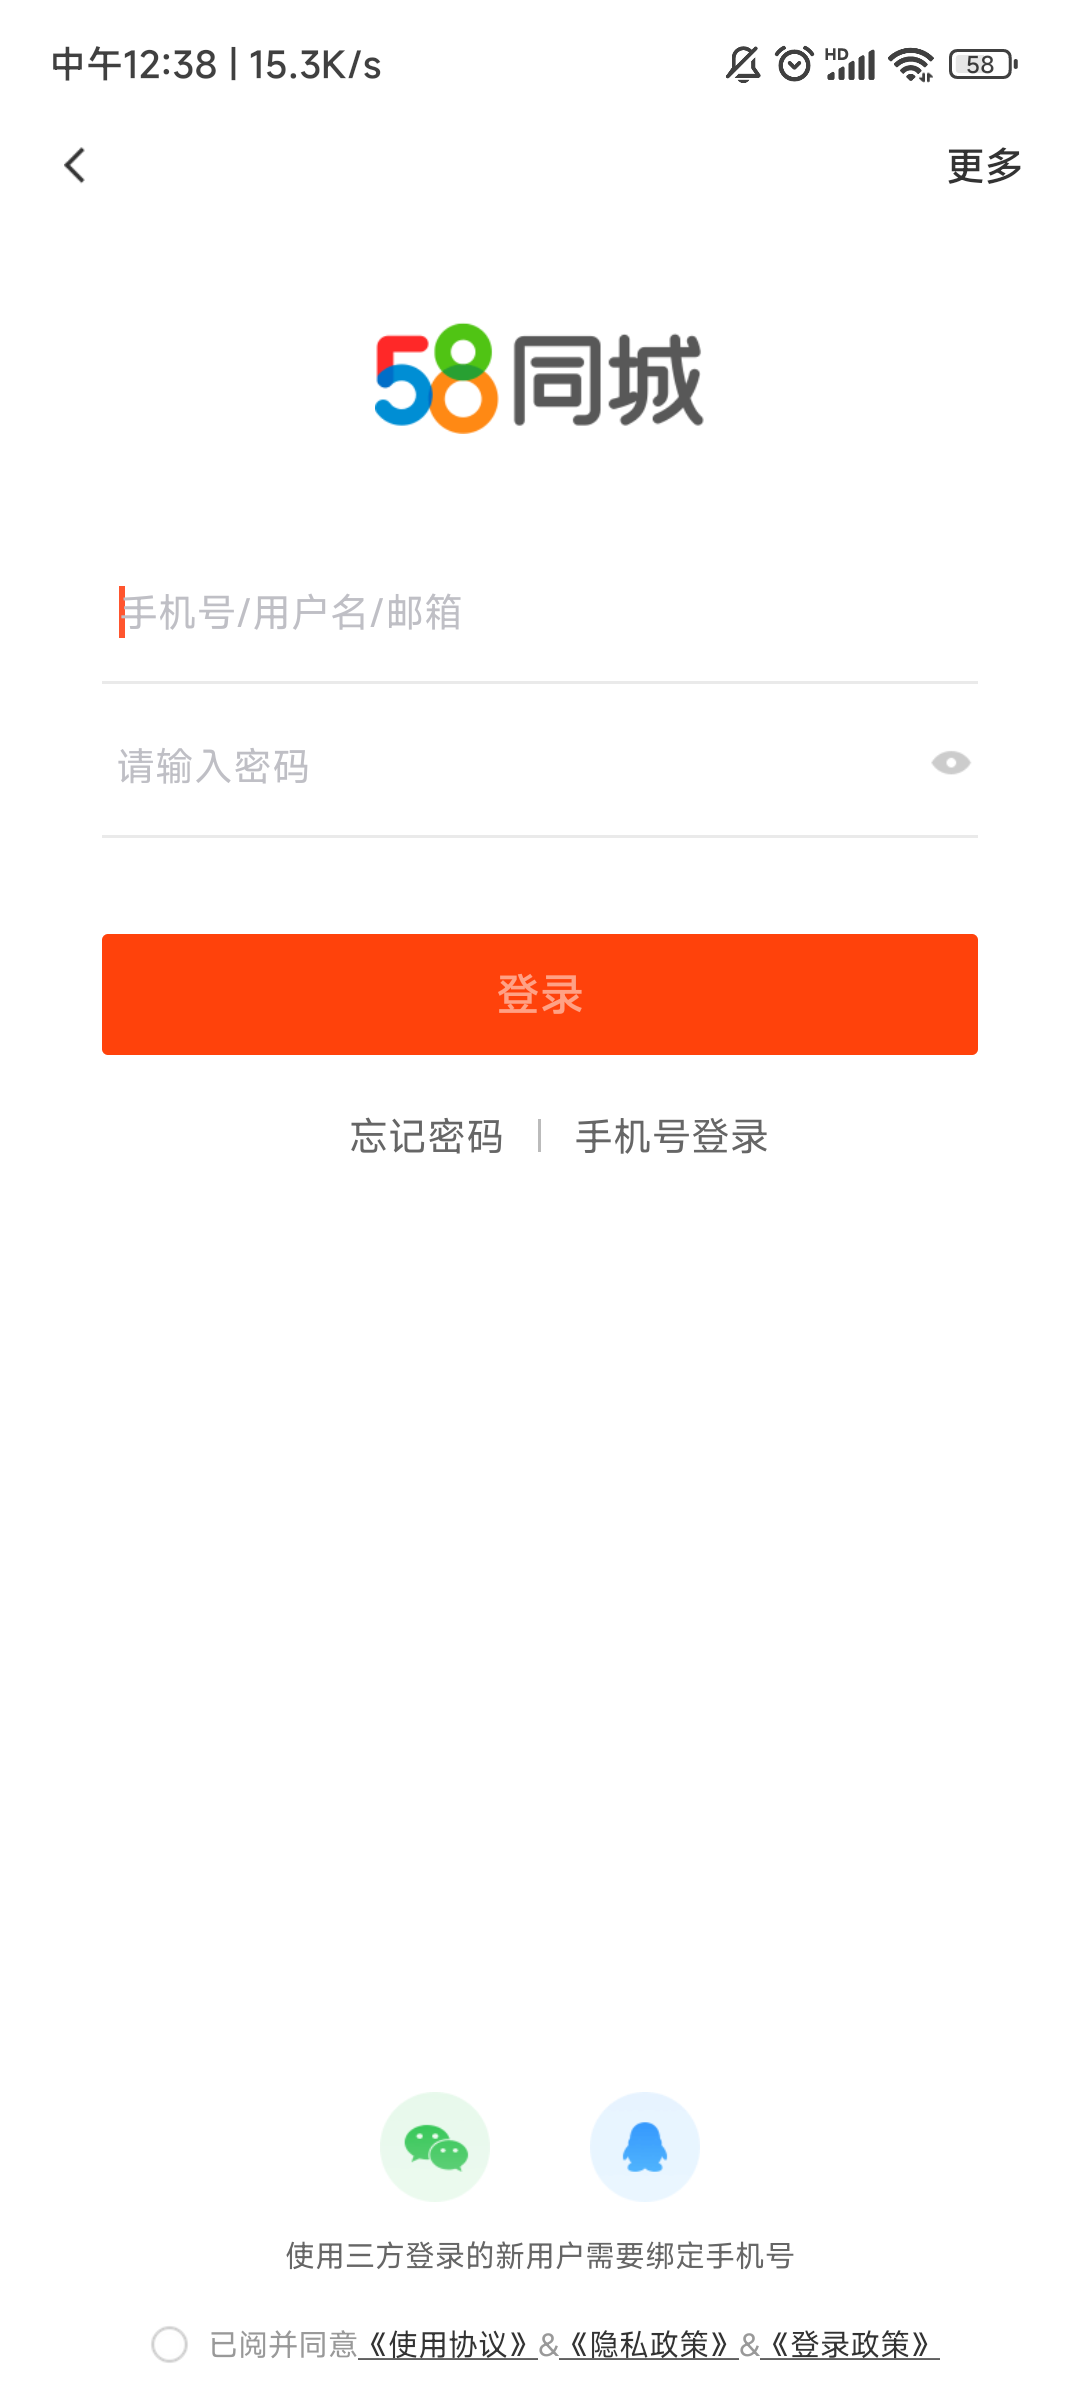 中午12:38 | 15.3K/s
HD
58
更多
58同城
手机号/用户名/邮箱
请输入密码
登录
忘记密码 | 手机号登录
使用三方登录的新用户需要绑定手机号
已阅并同意《使用协议》&《隐私政策》&《登录政策》